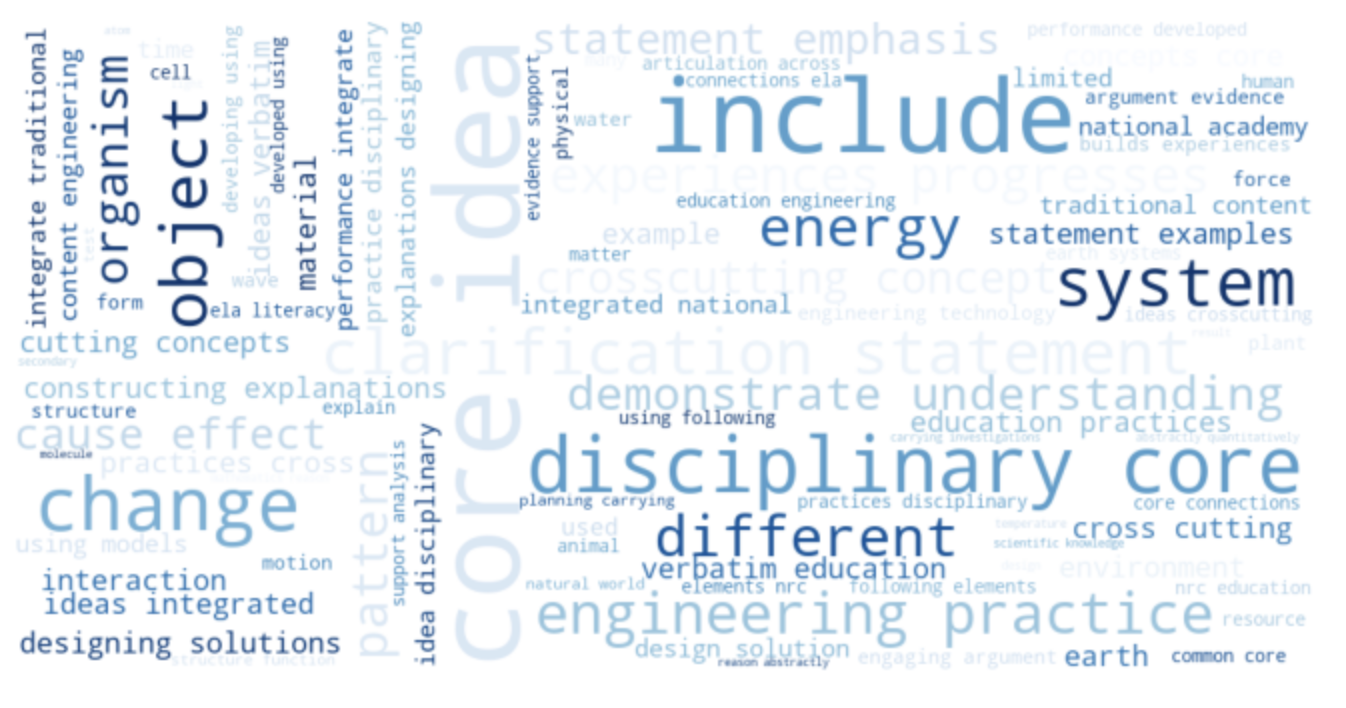 integrate traditional
content engineering
organism
object
cell
atom
time
developing using
ideas verbatim
developed using
material
performance integrate
practice disciplinary
explanations designing
test
form
wave
ela literacy
core idea
statement emphasis
performance developed
concepts core
many
articulation across
connections ela
limited
human
evidence support
physical
water
include
argument evidence
national academy
builds experiences
experiences progresses
force
education engineering
traditional content
example
energy
statement examples
matter
earth systems
crosscutting concept
system
integrated national
engineering technology
ideas crosscutting
cutting concepts
clarification statement
result
plant
secondary
constructing explanations
demonstrate understanding
structure
explain
using following
education practices
cause effect
carrying investigations
abstractly quantitatively
molecule
practices cross
disciplinary core
change
pattern
support analysis
idea disciplinary
planning carrying
practices disciplinary
core connections
used
different
temperature
cross cutting
using models
animal
scientific knowledge
motion
verbatim education
design
environment
interaction
natural world
elements nrc
following elements
nrc education
ideas integrated
engineering practice
resource
designing solutions
design solution
structure function
reason abstractly
engaging argument
earth
common core